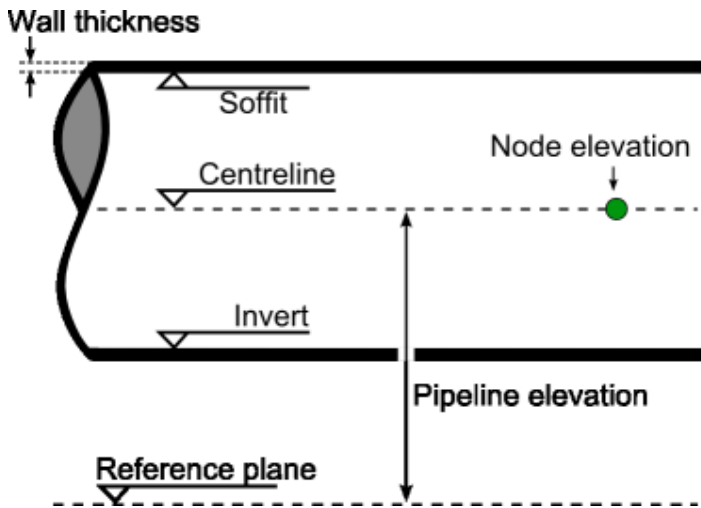 Wall thickness
Soffit
Centreline
Node elevation
Invert
Pipeline elevation
Reference plane